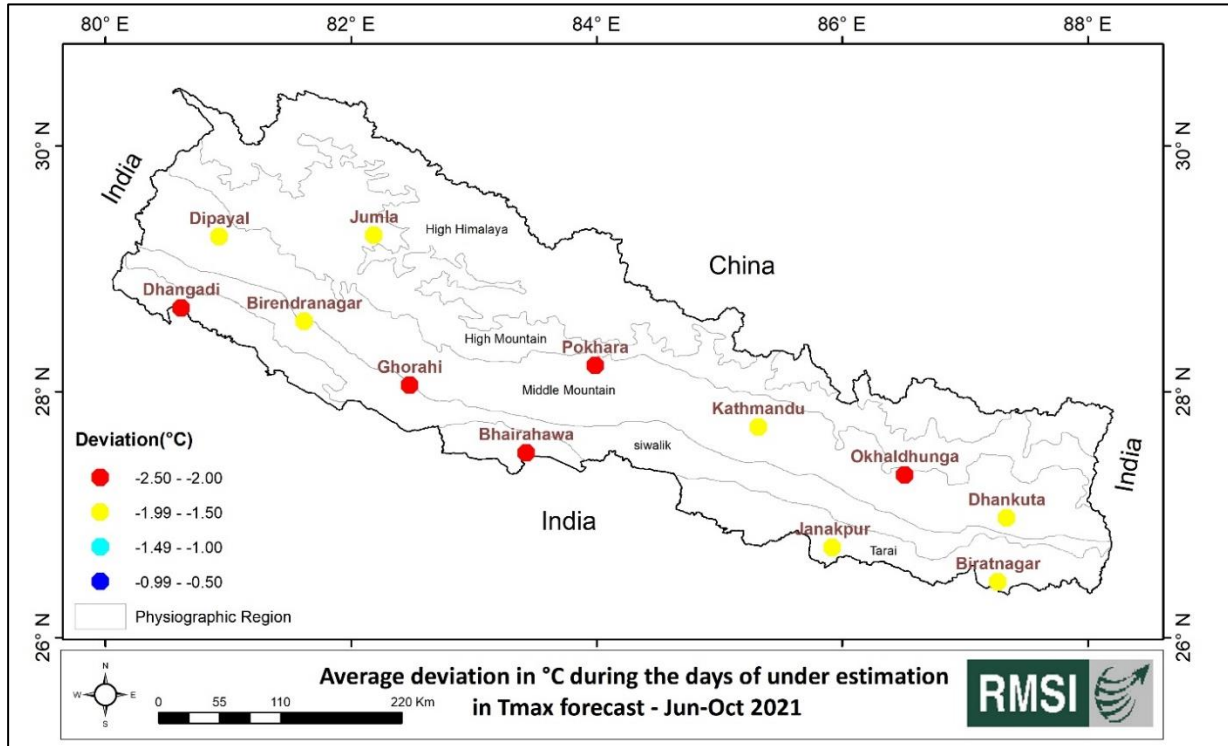 80° E
82° E
84° E
86° E
88° E
30° N
30° N
India
Dipayal
Jumla
High Himalaya
China
Dhangadi
Birendranagar
High Mountain
Pokhara
Ghorahi
Middle Mountain
28° N
28° N
Kathmandu
Bhairahawa
siwalik
Okhaldhunga
India
Dhankuta
India
Janakpur
Tarai
Biratnagar
Deviation(°C)
-2.50 - -2.00
-1.99 - -1.50
-1.49 - -1.00
-0.99 - -0.50
Physiographic Region
26° N
26° N
N
W
E
S
0
55
110
220 Km
Average deviation in °C during the days of under estimation
in Tmax forecast - Jun-Oct 2021
RMSI